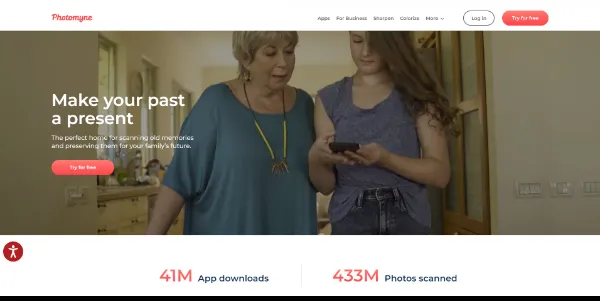 Photomyne
Apps For Business Sharpen Colorize More Log in Try for free
Make your past
a present
The perfect home for scanning old memories
and preserving them for your family's future.
Try for free
41M App downloads 433M Photos scanned